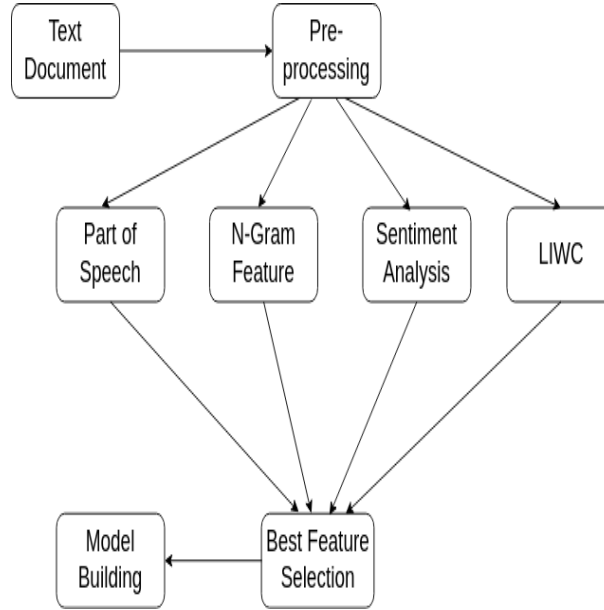 Text
Document
Pre-
processing
Part of
Speech
N-Gram
Feature
Sentiment
Analysis
LIWC
Model
Building
Best Feature
Selection